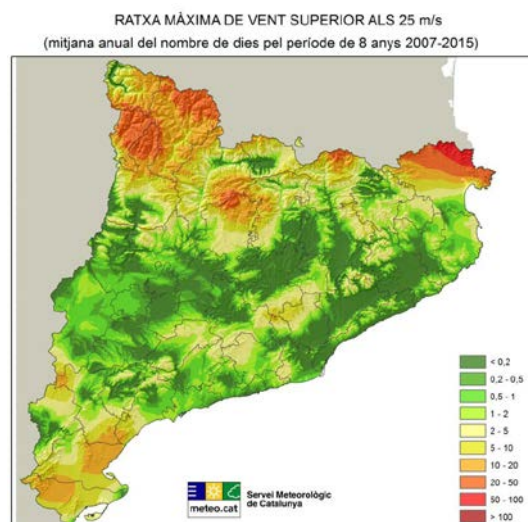 RATXA MÀXIMA DE VENT SUPERIOR ALS 25 m/s
(mitjana anual del nombre de dies pel període de 8 anys 2007-2015)
< 0,2
0,2 - 0,5
0,5 - 1
1 - 2
2 - 5
5 - 10
10 - 20
20 - 50
50 - 100
> 100
meteo.cat
Servei Meteorològic
de Catalunya